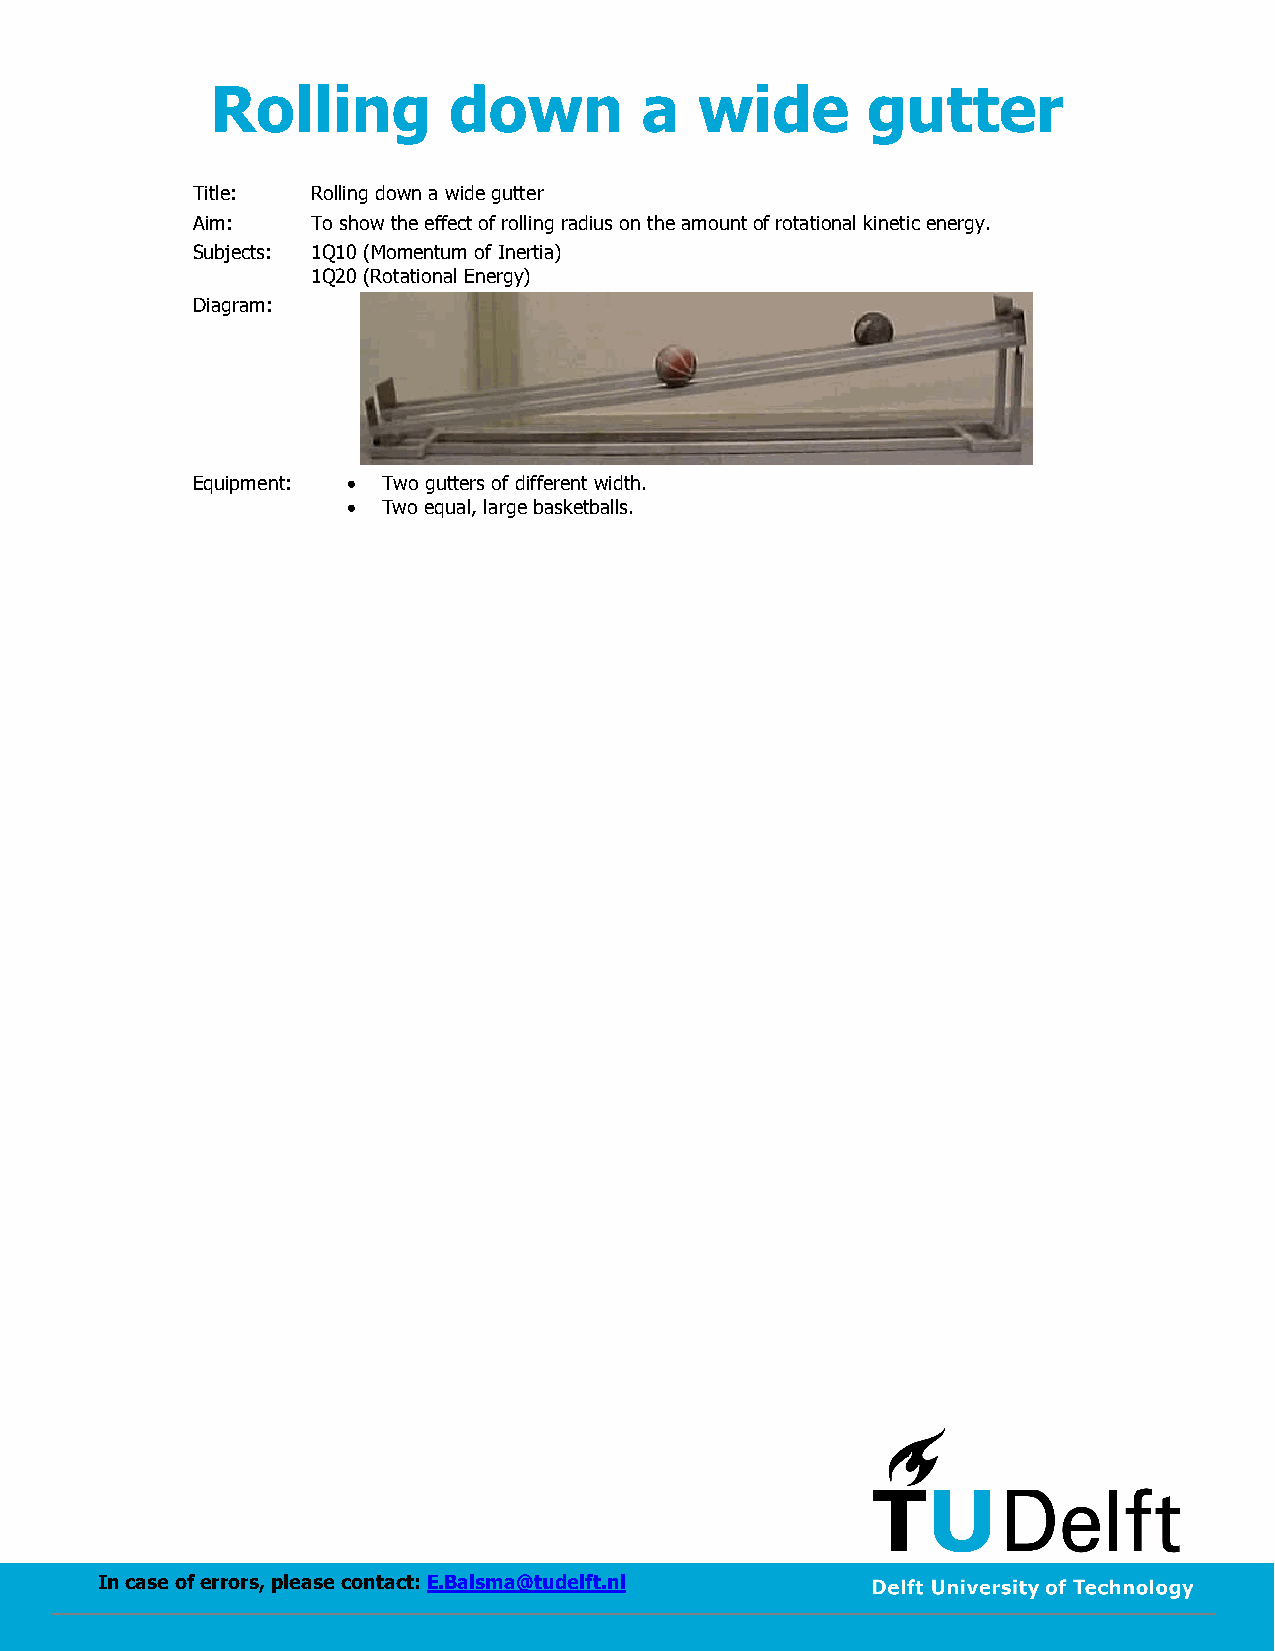 Rolling down a wide gutter
Title: Rolling down a wide gutter
Aim: To show the effect of rolling radius on the amount of rotational kinetic energy.
Subjects: 1Q10 (Momentum of Inertia)
1Q20 (Rotational Energy)
Diagram:
Equipment: • Two gutters of different width.
• Two equal, large basketballs.
TUDelft
In case of errors, please contact: E.Balsma@tudelft.nl
Delft University of Technology